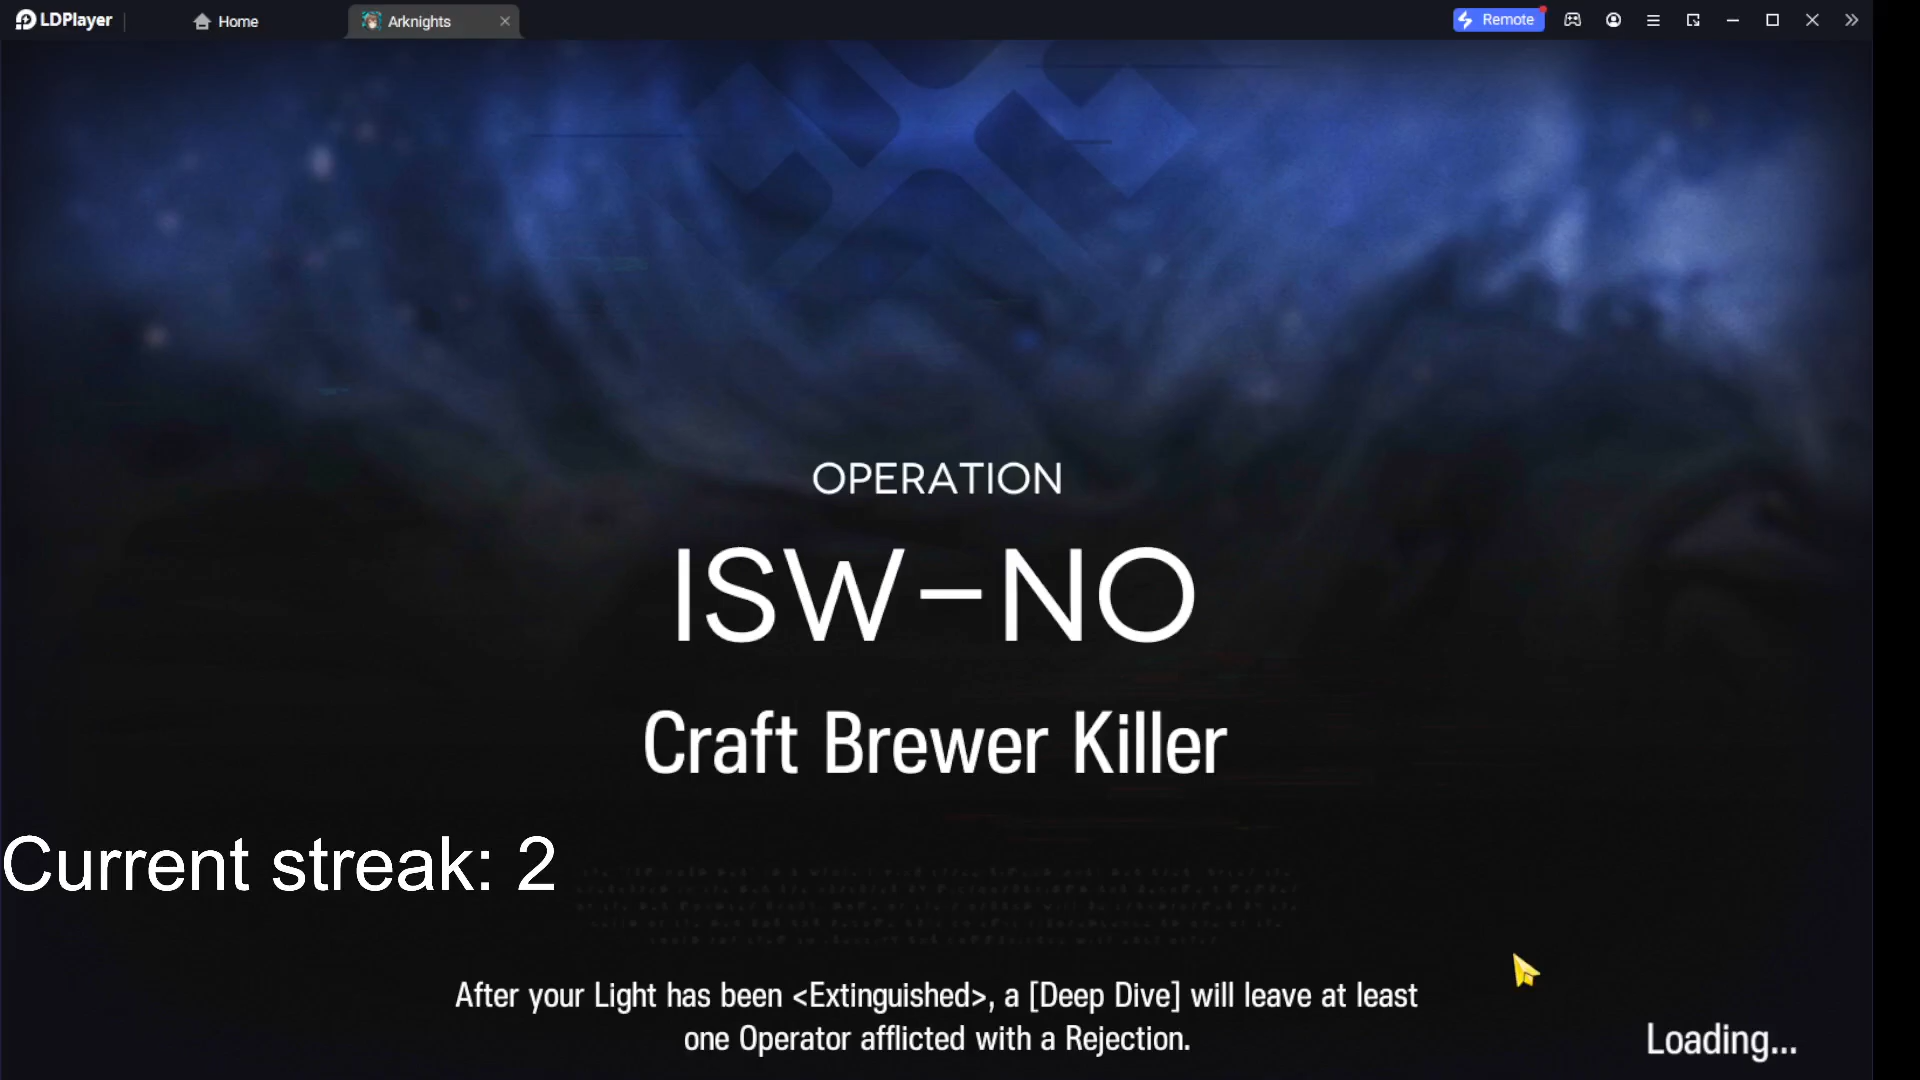 LDPlayer
Home
Arknights
Remote
OPERATION
ISW-NO
Craft Brewer Killer
Current streak: 2
After your Light has been <Extinguished>, a [Deep Dive] will leave at least
one Operator afflicted with a Rejection.
Loading...